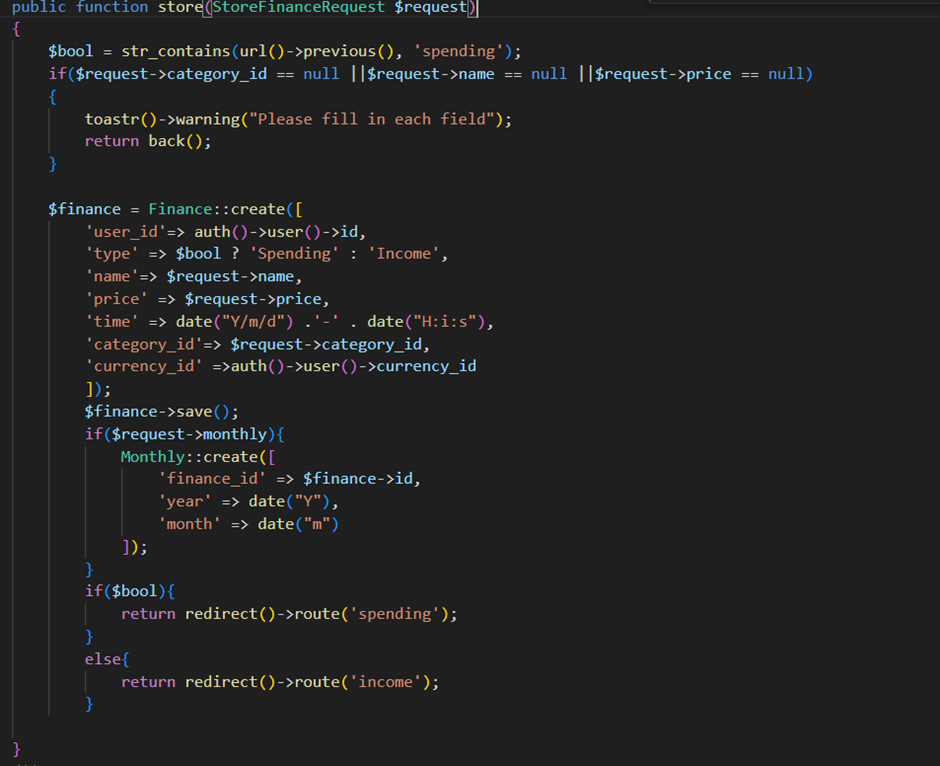 public function store(StoreFinanceRequest $request)
{
    $bool = str_contains(url()->previous(), 'spending');
    if($request->category_id == null ||$request->name == null ||$request->price == null)
    {
        toastr()->warning("Please fill in each field");
        return back();
    }

    $finance = Finance::create([
        'user_id'=> auth()->user()->id,
        'type' => $bool ? 'Spending' : 'Income',
        'name'=> $request->name,
        'price' => $request->price,
        'time' => date("Y/m/d") .'-' . date("H:i:s"),
        'category_id'=> $request->category_id,
        'currency_id' =>auth()->user()->currency_id
        ]);
        $finance->save();
        if($request->monthly){
            Monthly::create([
                'finance_id' => $finance->id,
                'year' => date("Y"),
                'month' => date("m")
            ]);
        }
        if($bool){
            return redirect()->route('spending');
        }
        else{
            return redirect()->route('income');
        }

}